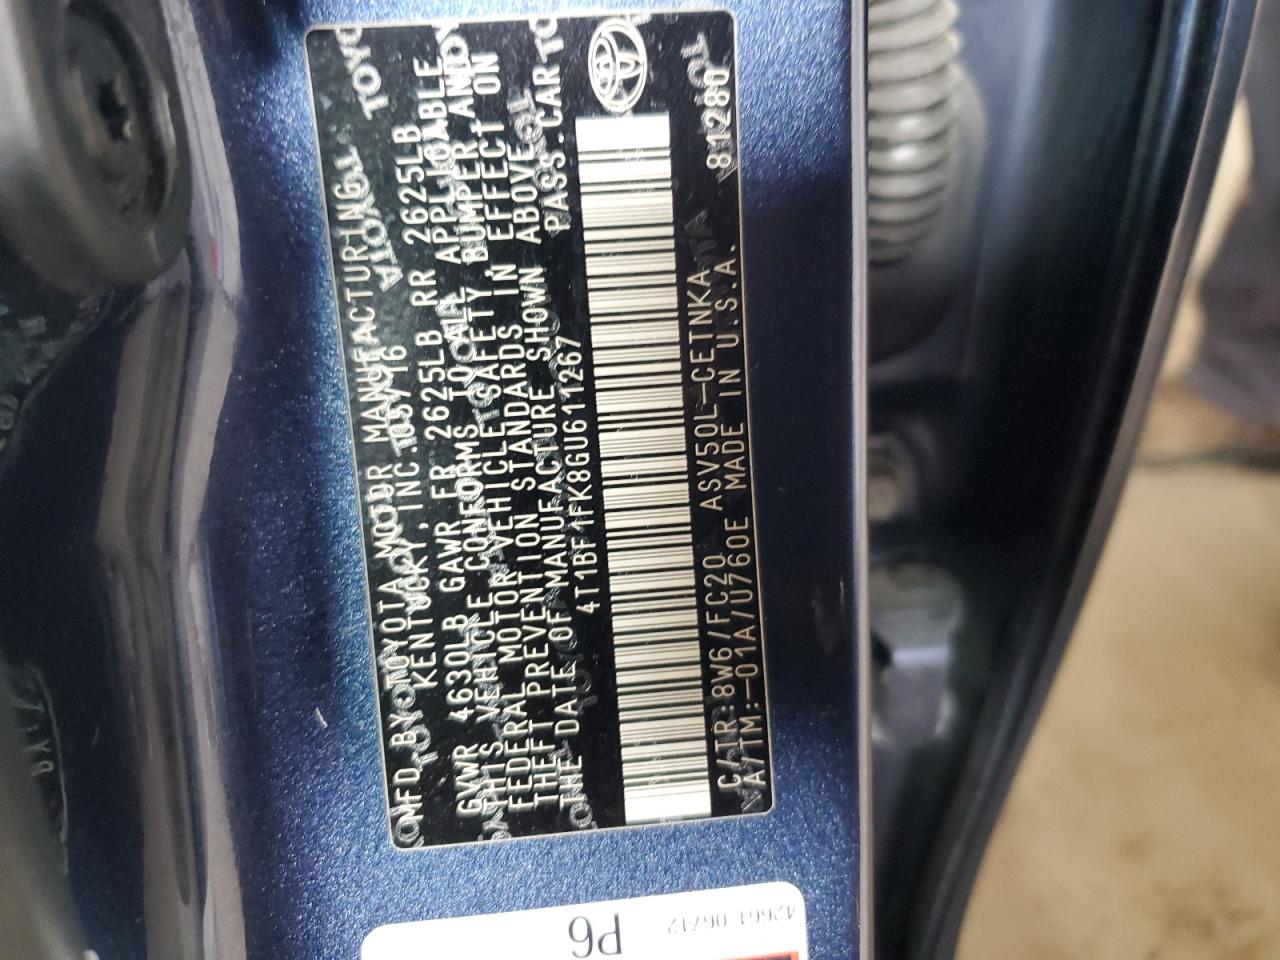 MFD BY TOYOTA MOTOR MANUFACTURING
KENTUCKY, INC. 05/16
GVWR 4630LB GAWR FR 2625LB RR 2625LB
THIS VEHICLE CONFORMS TO ALL APPLICABLE
FEDERAL MOTOR VEHICLE SAFETY, BUMPER, AND
THEFT PREVENTION STANDARDS IN EFFECT ON
THE DATE OF MANUFACTURE SHOWN ABOVE.
4T1BF1FK8GU611267 PASS.CAR
C/TR:8W6/FC20 ASV50L-CETNKA 81280
A/TM:-01A/U760E MADE IN U.S.A.
P6
42661 06712